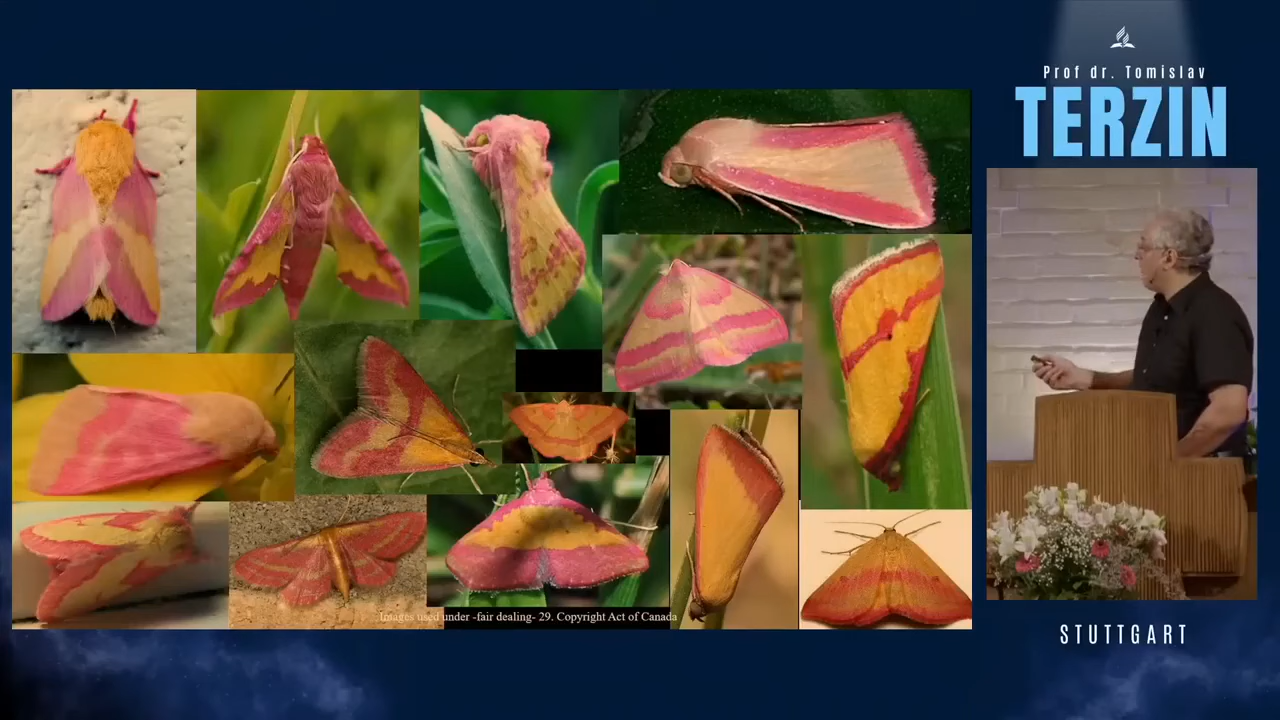 Prof dr. Tomislav
TERZIN
Images used under -fair dealing- 29. Copyright Act of Canada
STUTTGART